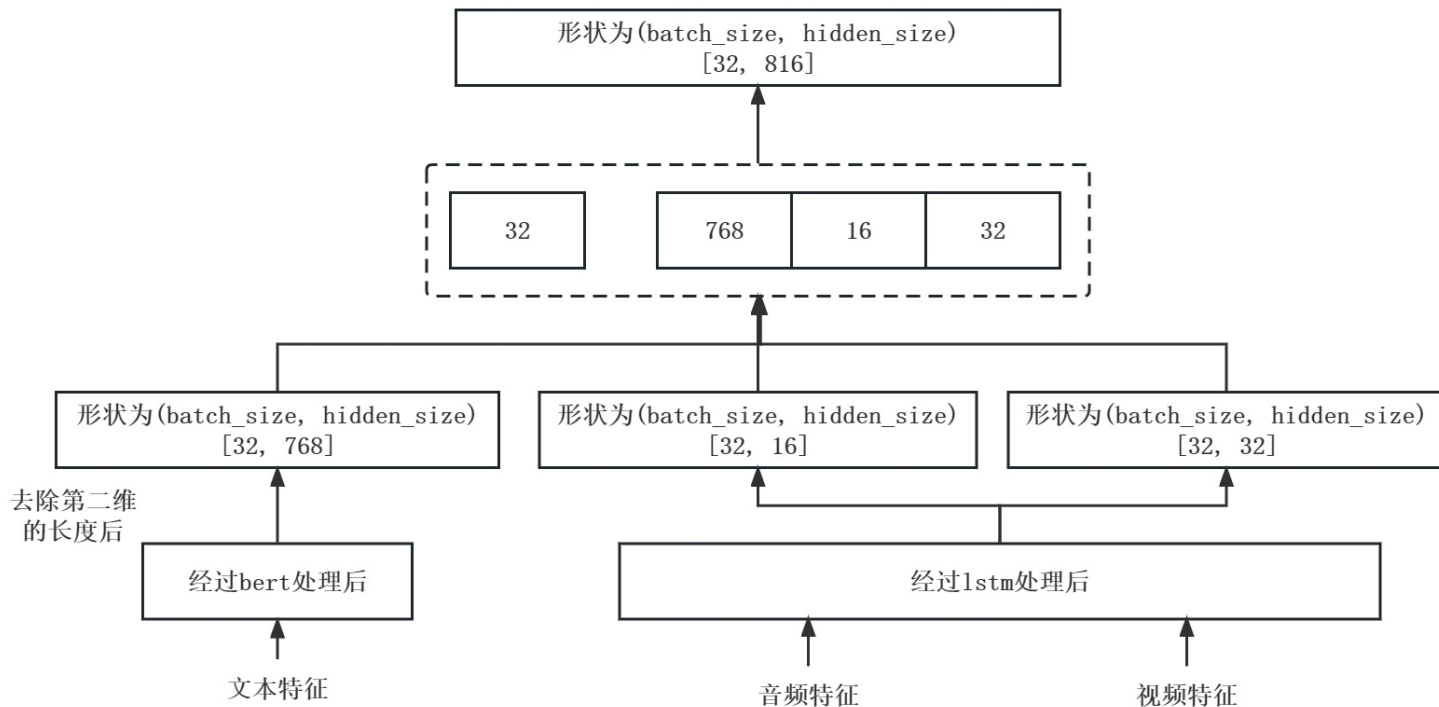 形状为(batch_size, hidden_size)
[32, 816]
32
768
16
32
形状为(batch_size, hidden_size)
[32, 768]
形状为(batch_size, hidden_size)
[32, 16]
形状为(batch_size, hidden_size)
[32, 32]
去除第二维
的长度后
经过bert处理后
经过lstm处理后
文本特征
音频特征
视频特征